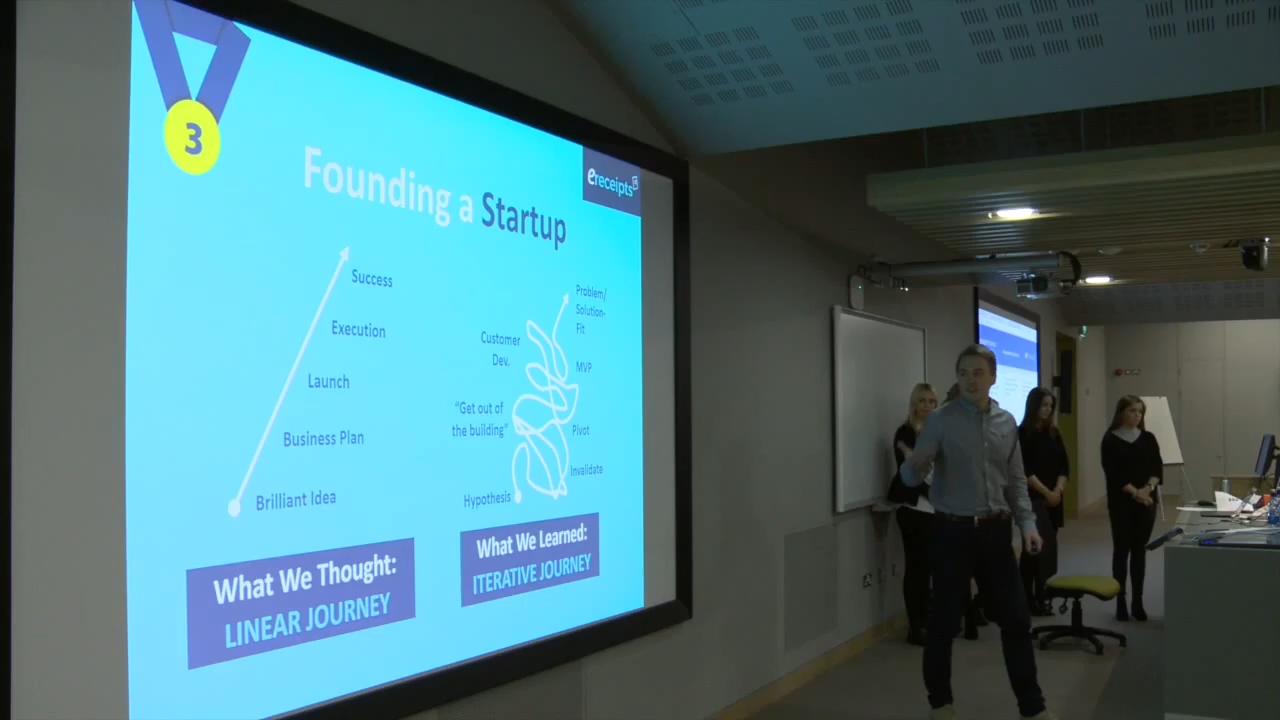 3
Founding a Startup
ereceipts
Success
Execution
Launch
Business Plan
Brilliant Idea
What We Thought:
LINEAR JOURNEY
Problem/
Solution-
Fit
Customer
Dev.
MVP
"Get out of
the building"
Pivot
Invalidate
Hypothesis
What We Learned:
ITERATIVE JOURNEY